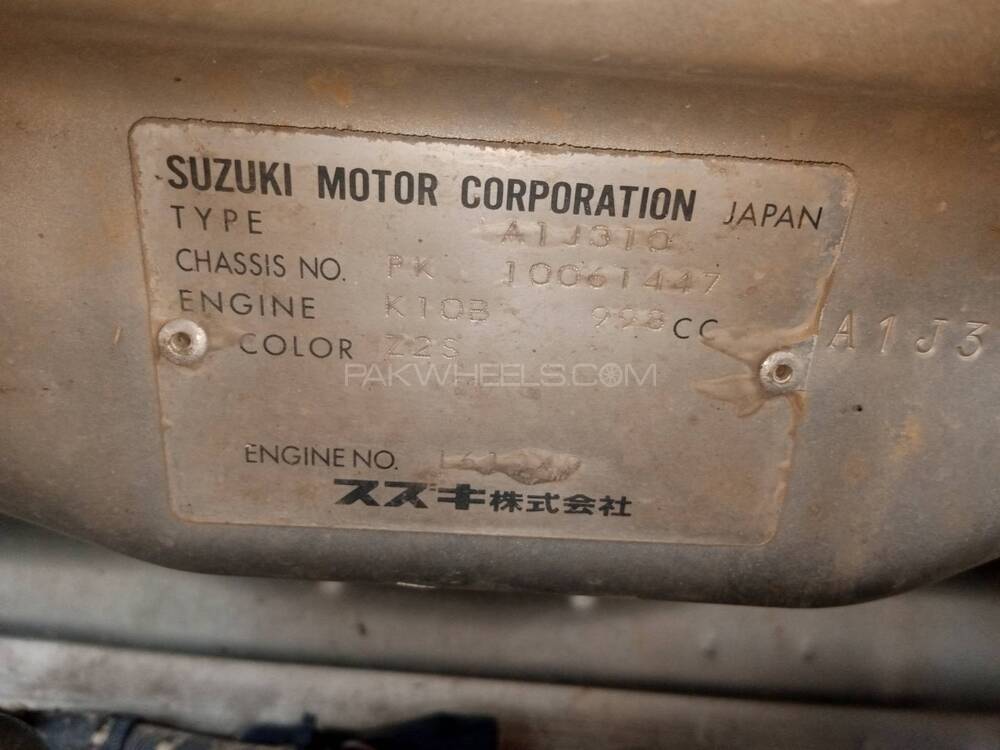 SUZUKI MOTOR CORPORATION JAPAN
TYPE A1J310
CHASSIS NO. PK 10061447
ENGINE K10B 998 CC
A1J3
COLOR Z2S
PAKWHEELS.COM
ENGINE NO.
スズキ株式会社